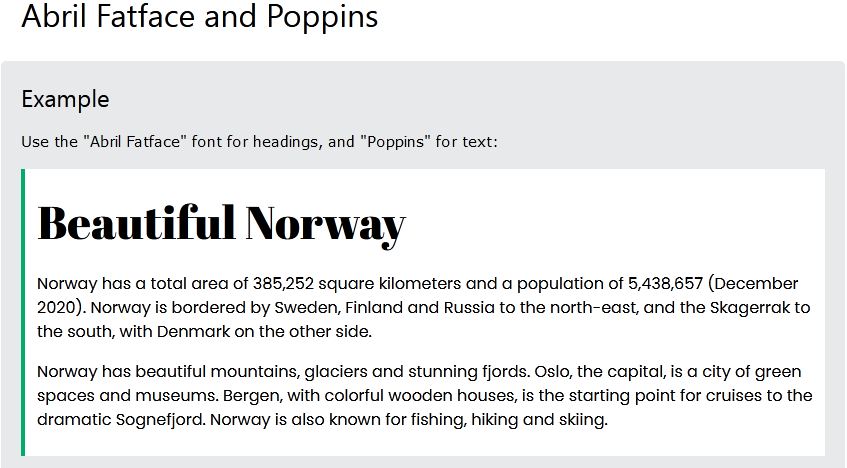 Abril Fatface and Poppins
Example
Use the "Abril Fatface" font for headings, and "Poppins" for text:
Beautiful Norway
Norway has a total area of 385,252 square kilometers and a population of 5,438,657 (December
2020). Norway is bordered by Sweden, Finland and Russia to the north-east, and the Skagerrak to
the south, with Denmark on the other side.
Norway has beautiful mountains, glaciers and stunning fjords. Oslo, the capital, is a city of green
spaces and museums. Bergen, with colorful wooden houses, is the starting point for cruises to the
dramatic Sognefjord. Norway is also known for fishing, hiking and skiing.